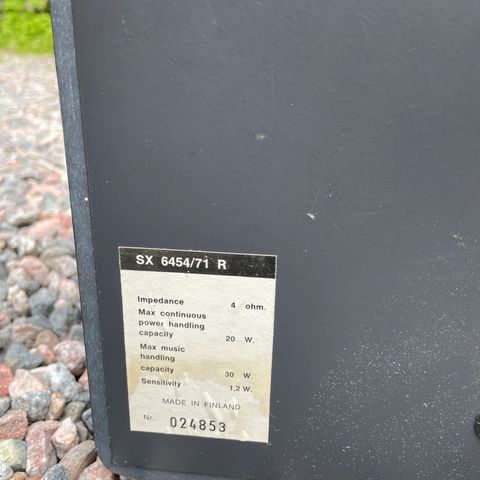 SX 6454/71 R
Impedance 4 ohm.
Max continuous
power handling
capacity 20 W.
Max music
handling
capacity 30 W.
Sensitivity 1,2 W.
MADE IN FINLAND
Nr. 024853